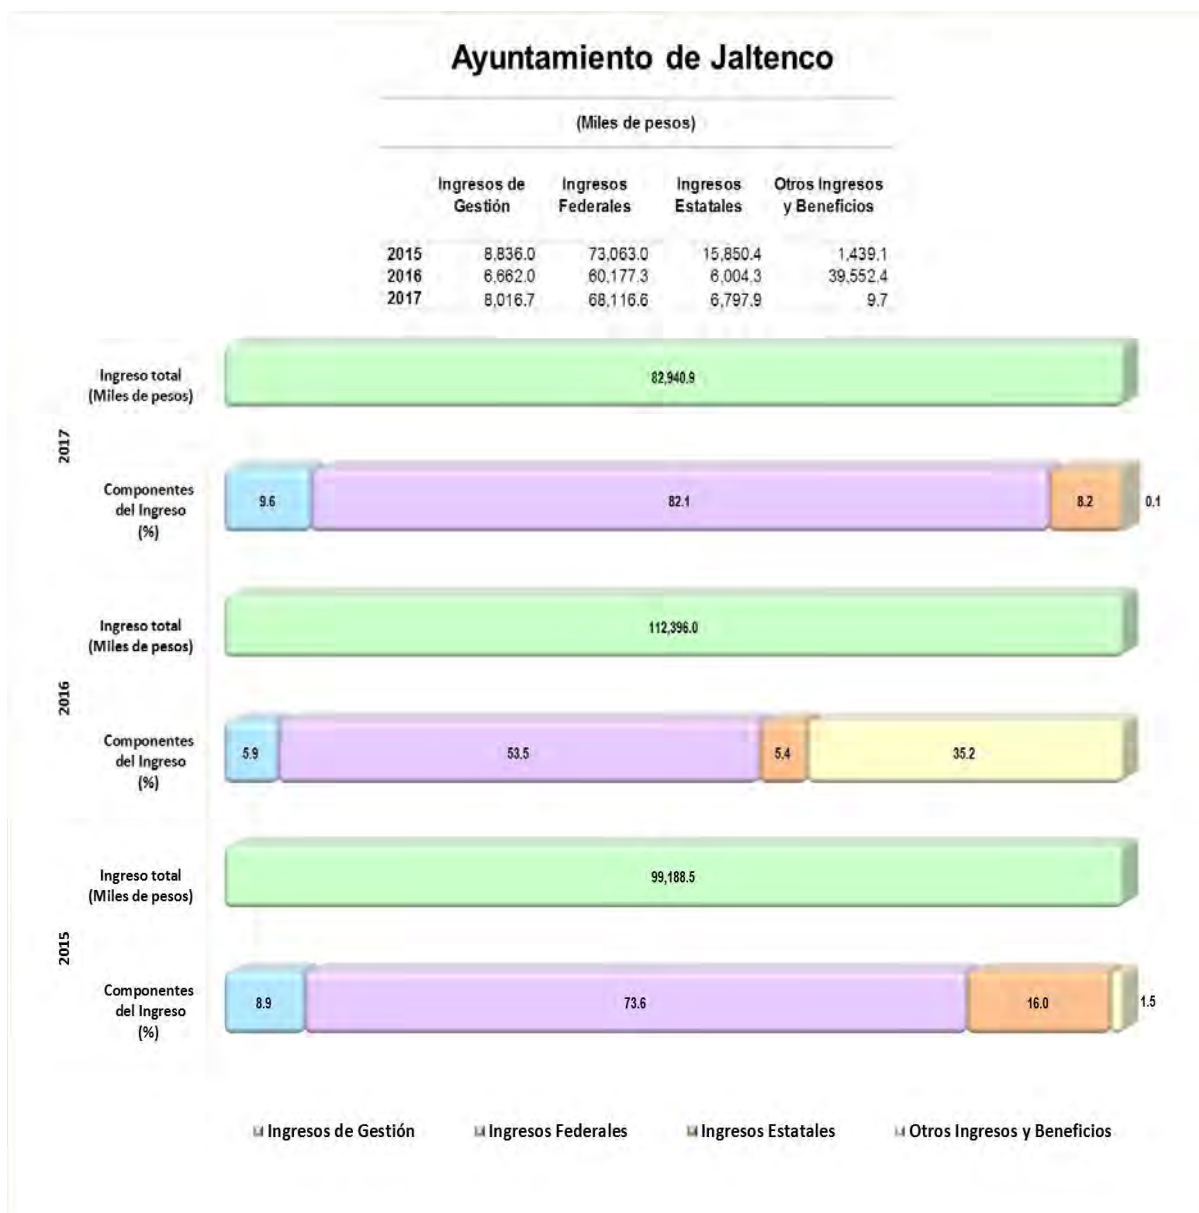 Ayuntamiento de Jaltenco
(Miles de pesos)
Ingresos de Ingresos Ingresos Otros Ingresos
Gestión Federales Estatales y Beneficios
2015 8,836.0 73,063.0 15,850.4 1,439.1
2016 6,662.0 60,177.3 6,004.3 39,552.4
2017 8,016.7 68,116.6 6,797.9 9.7
2017
Ingreso total
(Miles de pesos)
82,940.9
Componentes
del Ingreso
(%)
9.6 82.1 8.2 0.1
2016
Ingreso total
(Miles de pesos)
112,396.0
Componentes
del Ingreso
(%)
5.9 53.5 5.4 35.2
2015
Ingreso total
(Miles de pesos)
99,188.5
Componentes
del Ingreso
(%)
8.9 73.6 16.0 1.5
Ingresos de Gestión Ingresos Federales Ingresos Estatales Otros Ingresos y Beneficios